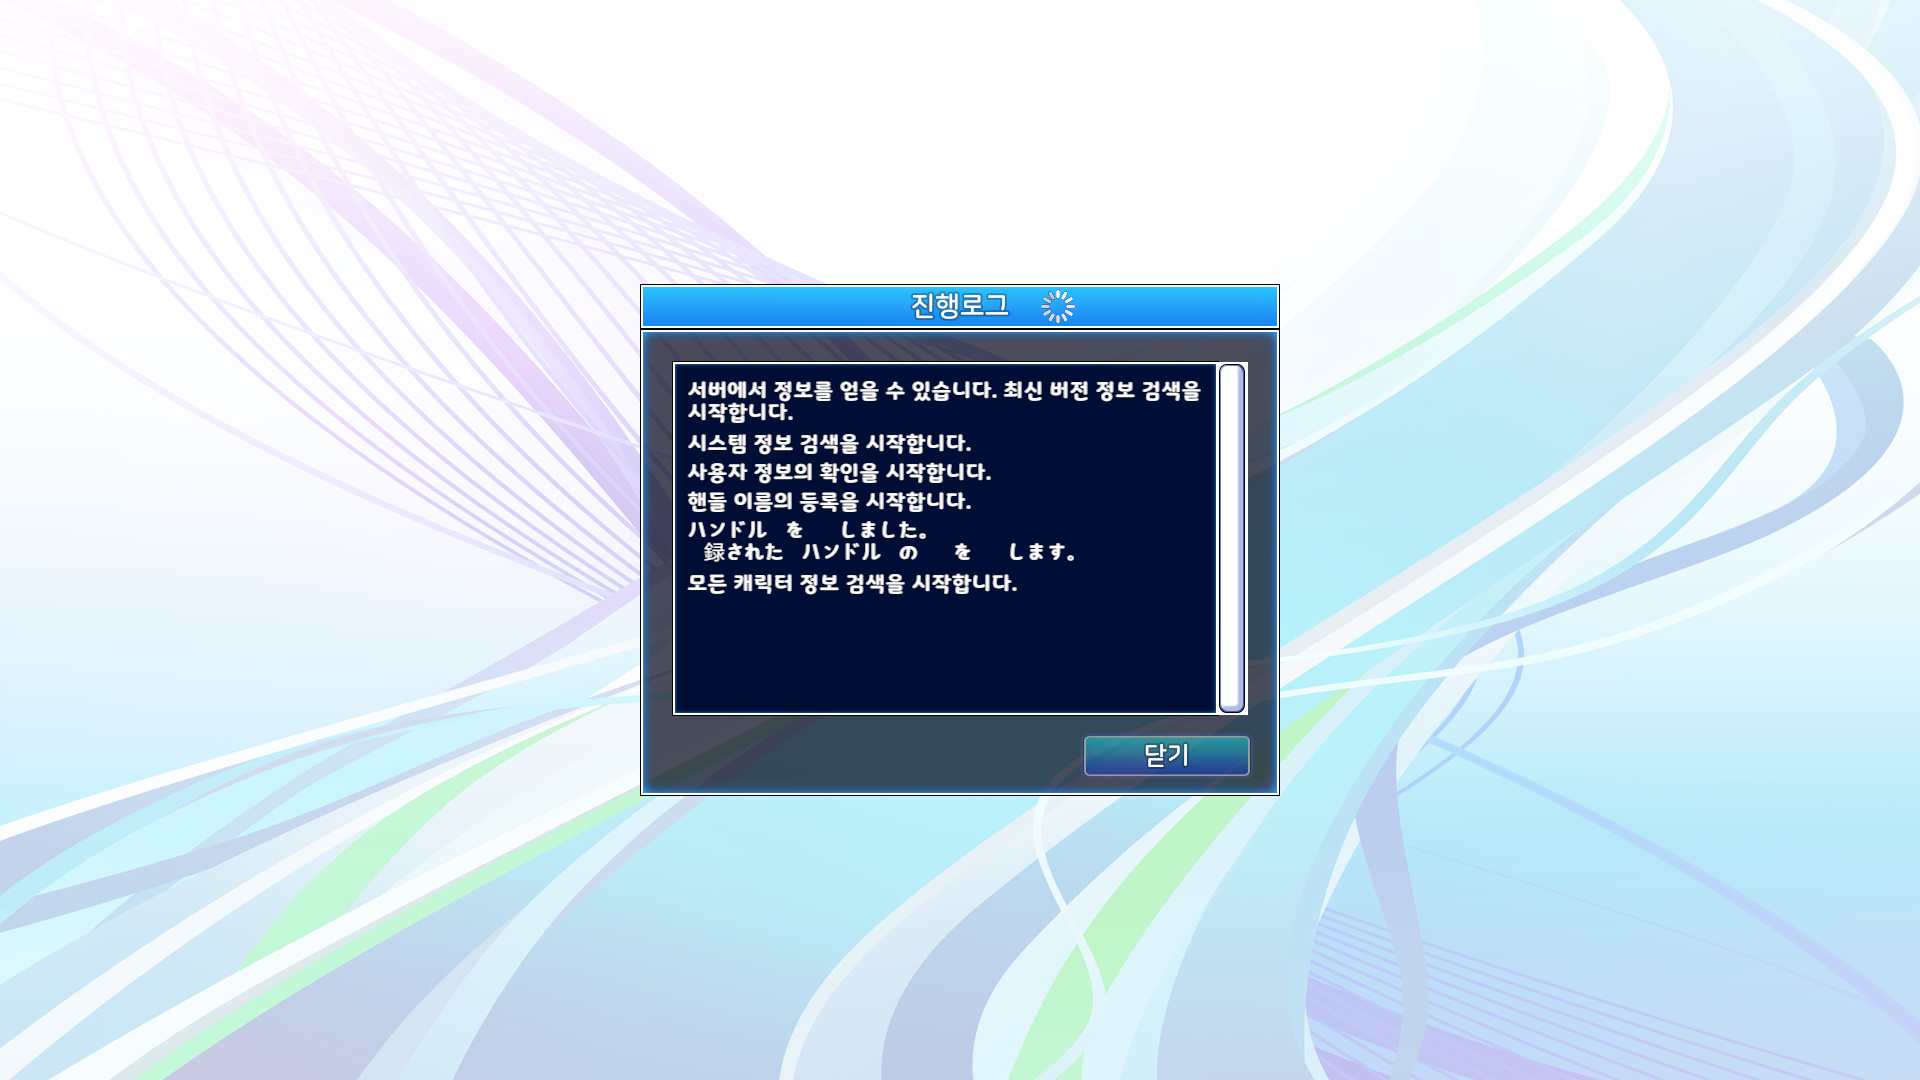 진행로그
서버에서 정보를 얻을 수 있습니다. 최신 버전 정보 검색을
시작합니다.
시스템 정보 검색을 시작합니다.
사용자 정보의 확인을 시작합니다.
핸들 이름의 등록을 시작합니다.
ハンドル を しました。
録された ハンドル の を します。
모든 캐릭터 정보 검색을 시작합니다.
닫기